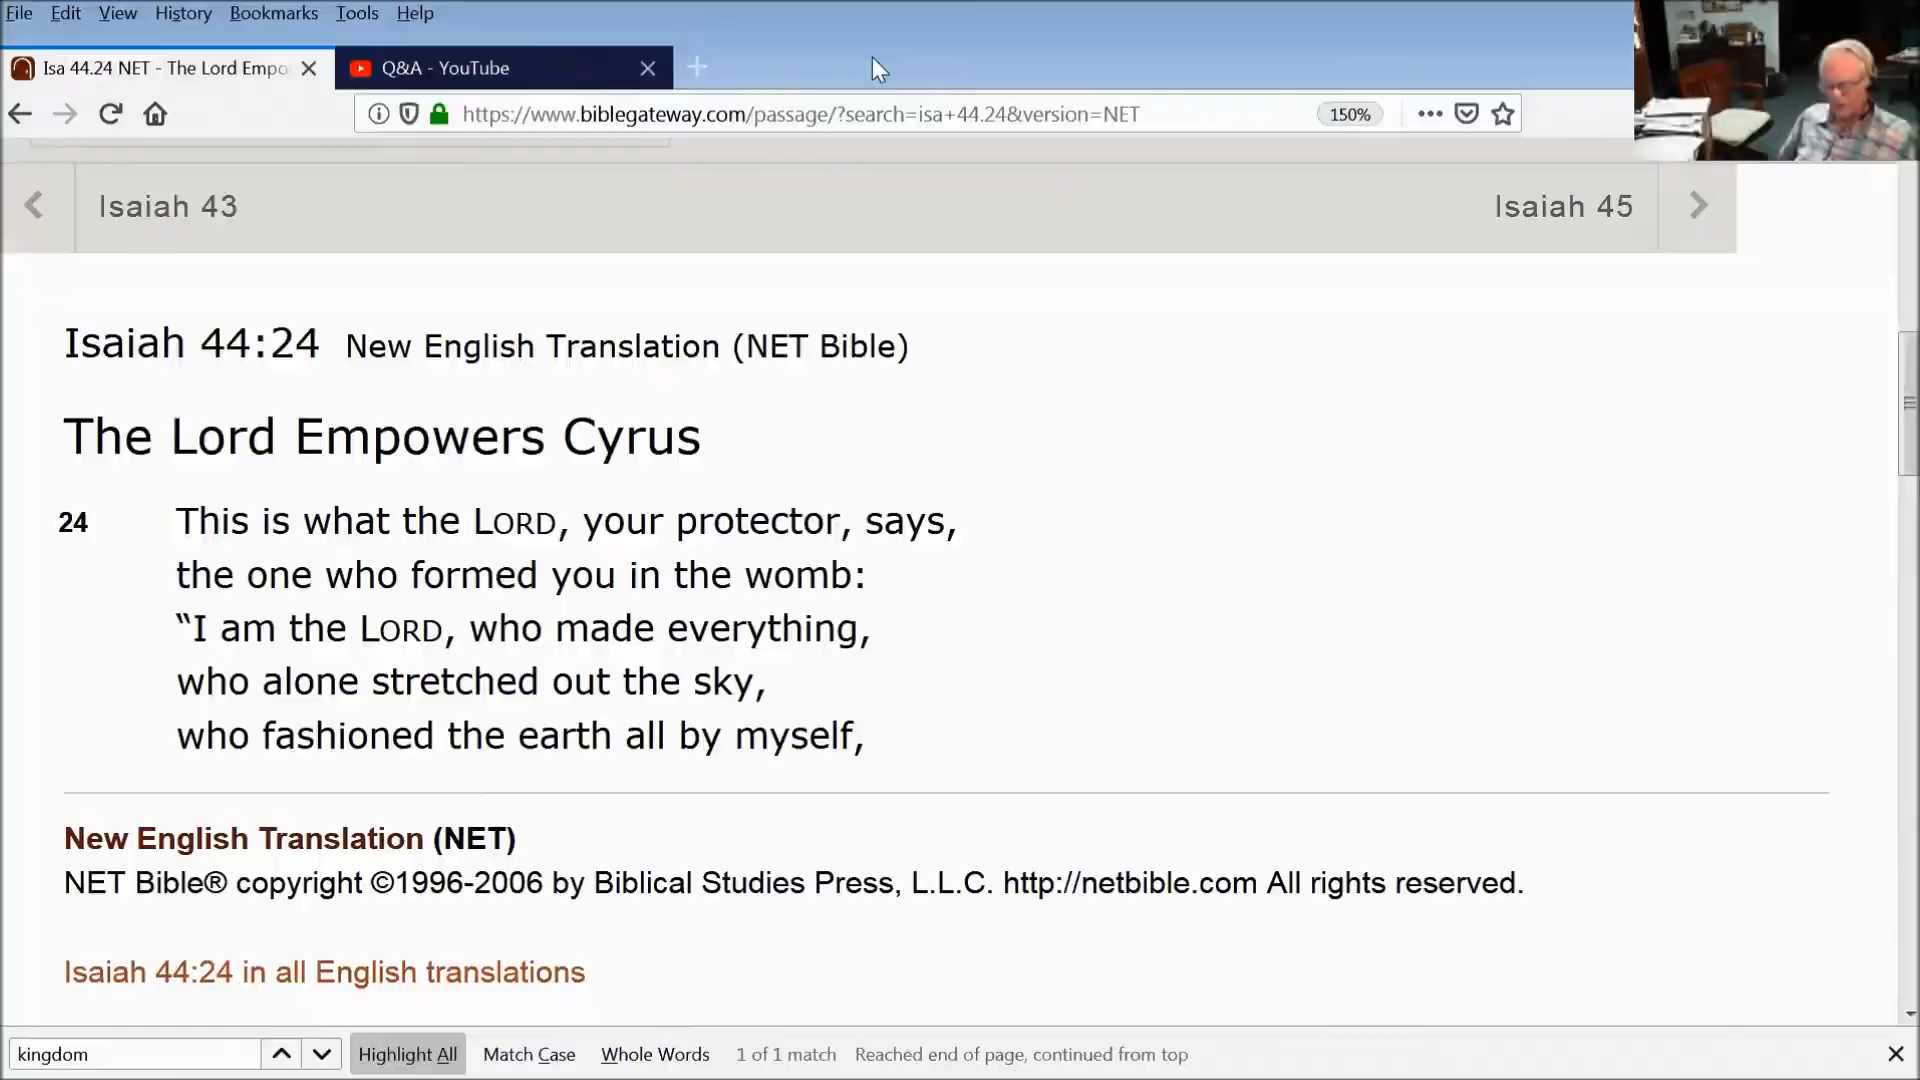 File Edit View History Bookmarks Tools Help
Isa 44.24 NET - The Lord Empo
Q&A - YouTube
https://www.biblegateway.com/passage/?search=isa+44.24&version=NET
150%
Isaiah 43
Isaiah 45
Isaiah 44:24 New English Translation (NET Bible)
The Lord Empowers Cyrus
24 This is what the LORD, your protector, says,
the one who formed you in the womb:
“I am the LORD, who made everything,
who alone stretched out the sky,
who fashioned the earth all by myself,
New English Translation (NET)
NET Bible® copyright ©1996-2006 by Biblical Studies Press, L.L.C. http://netbible.com All rights reserved.
Isaiah 44:24 in all English translations
kingdom Highlight All Match Case Whole Words 1 of 1 match Reached end of page, continued from top